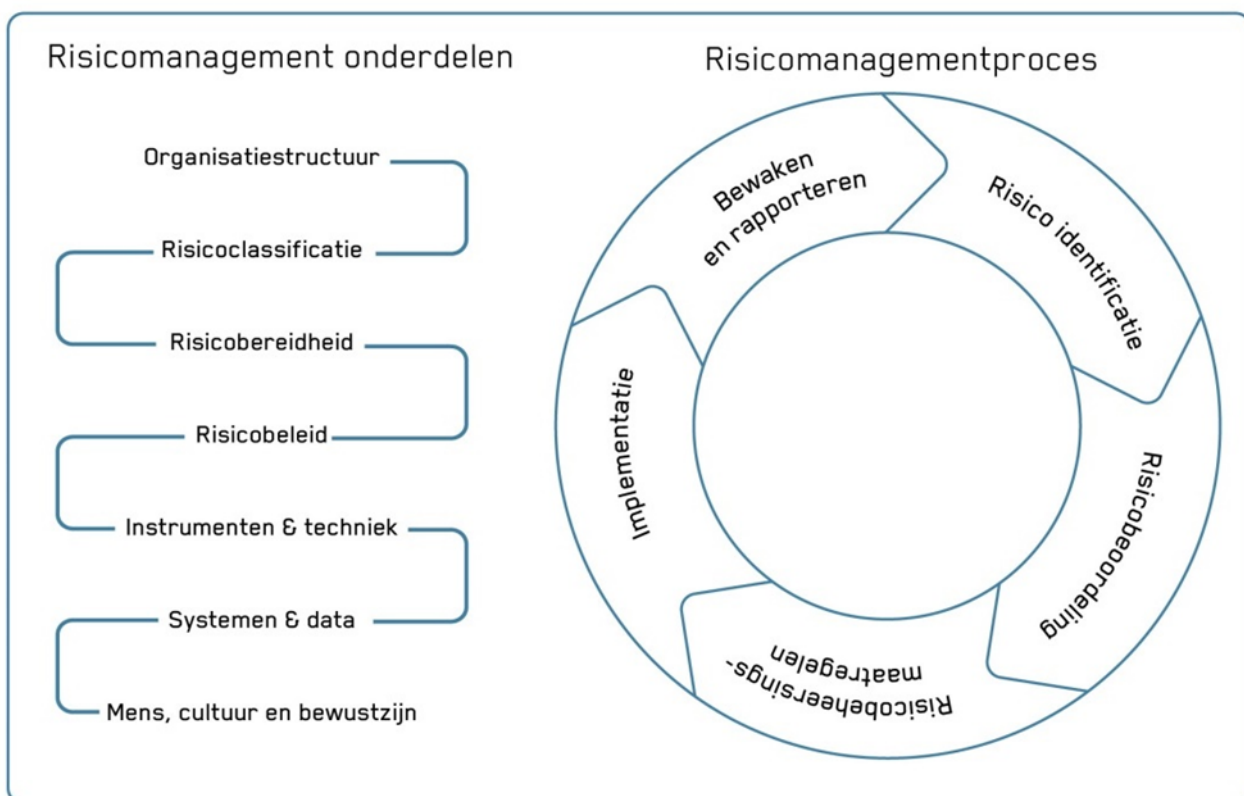 Risicomanagement onderdelen
Organisatiestructuur
Risicoclassificatie
Risicobereidheid
Risicobeleid
Instrumenten & techniek
Systemen & data
Mens, cultuur en bewustzijn
Risicomanagementproces
Risico identificatie
Risicobeoordeling
Risicobeheersings-
maatregelen
Implementatie
Bewaken
en rapporteren